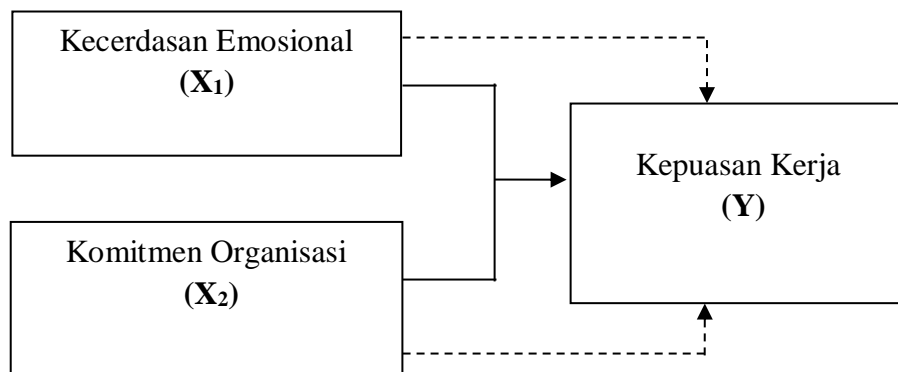 Kecerdasan Emosional
(X₁)
Kepuasan Kerja
(Y)
Komitmen Organisasi
(X₂)